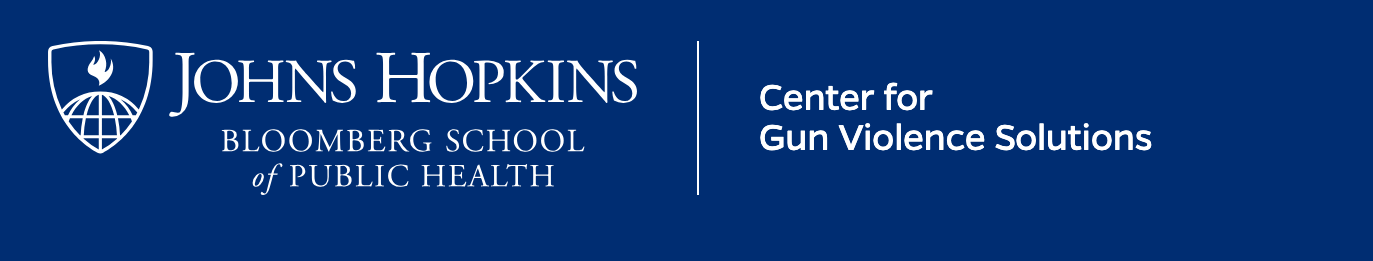 JOHNS HOPKINS
BLOOMBERG SCHOOL
of PUBLIC HEALTH
Center for
Gun Violence Solutions